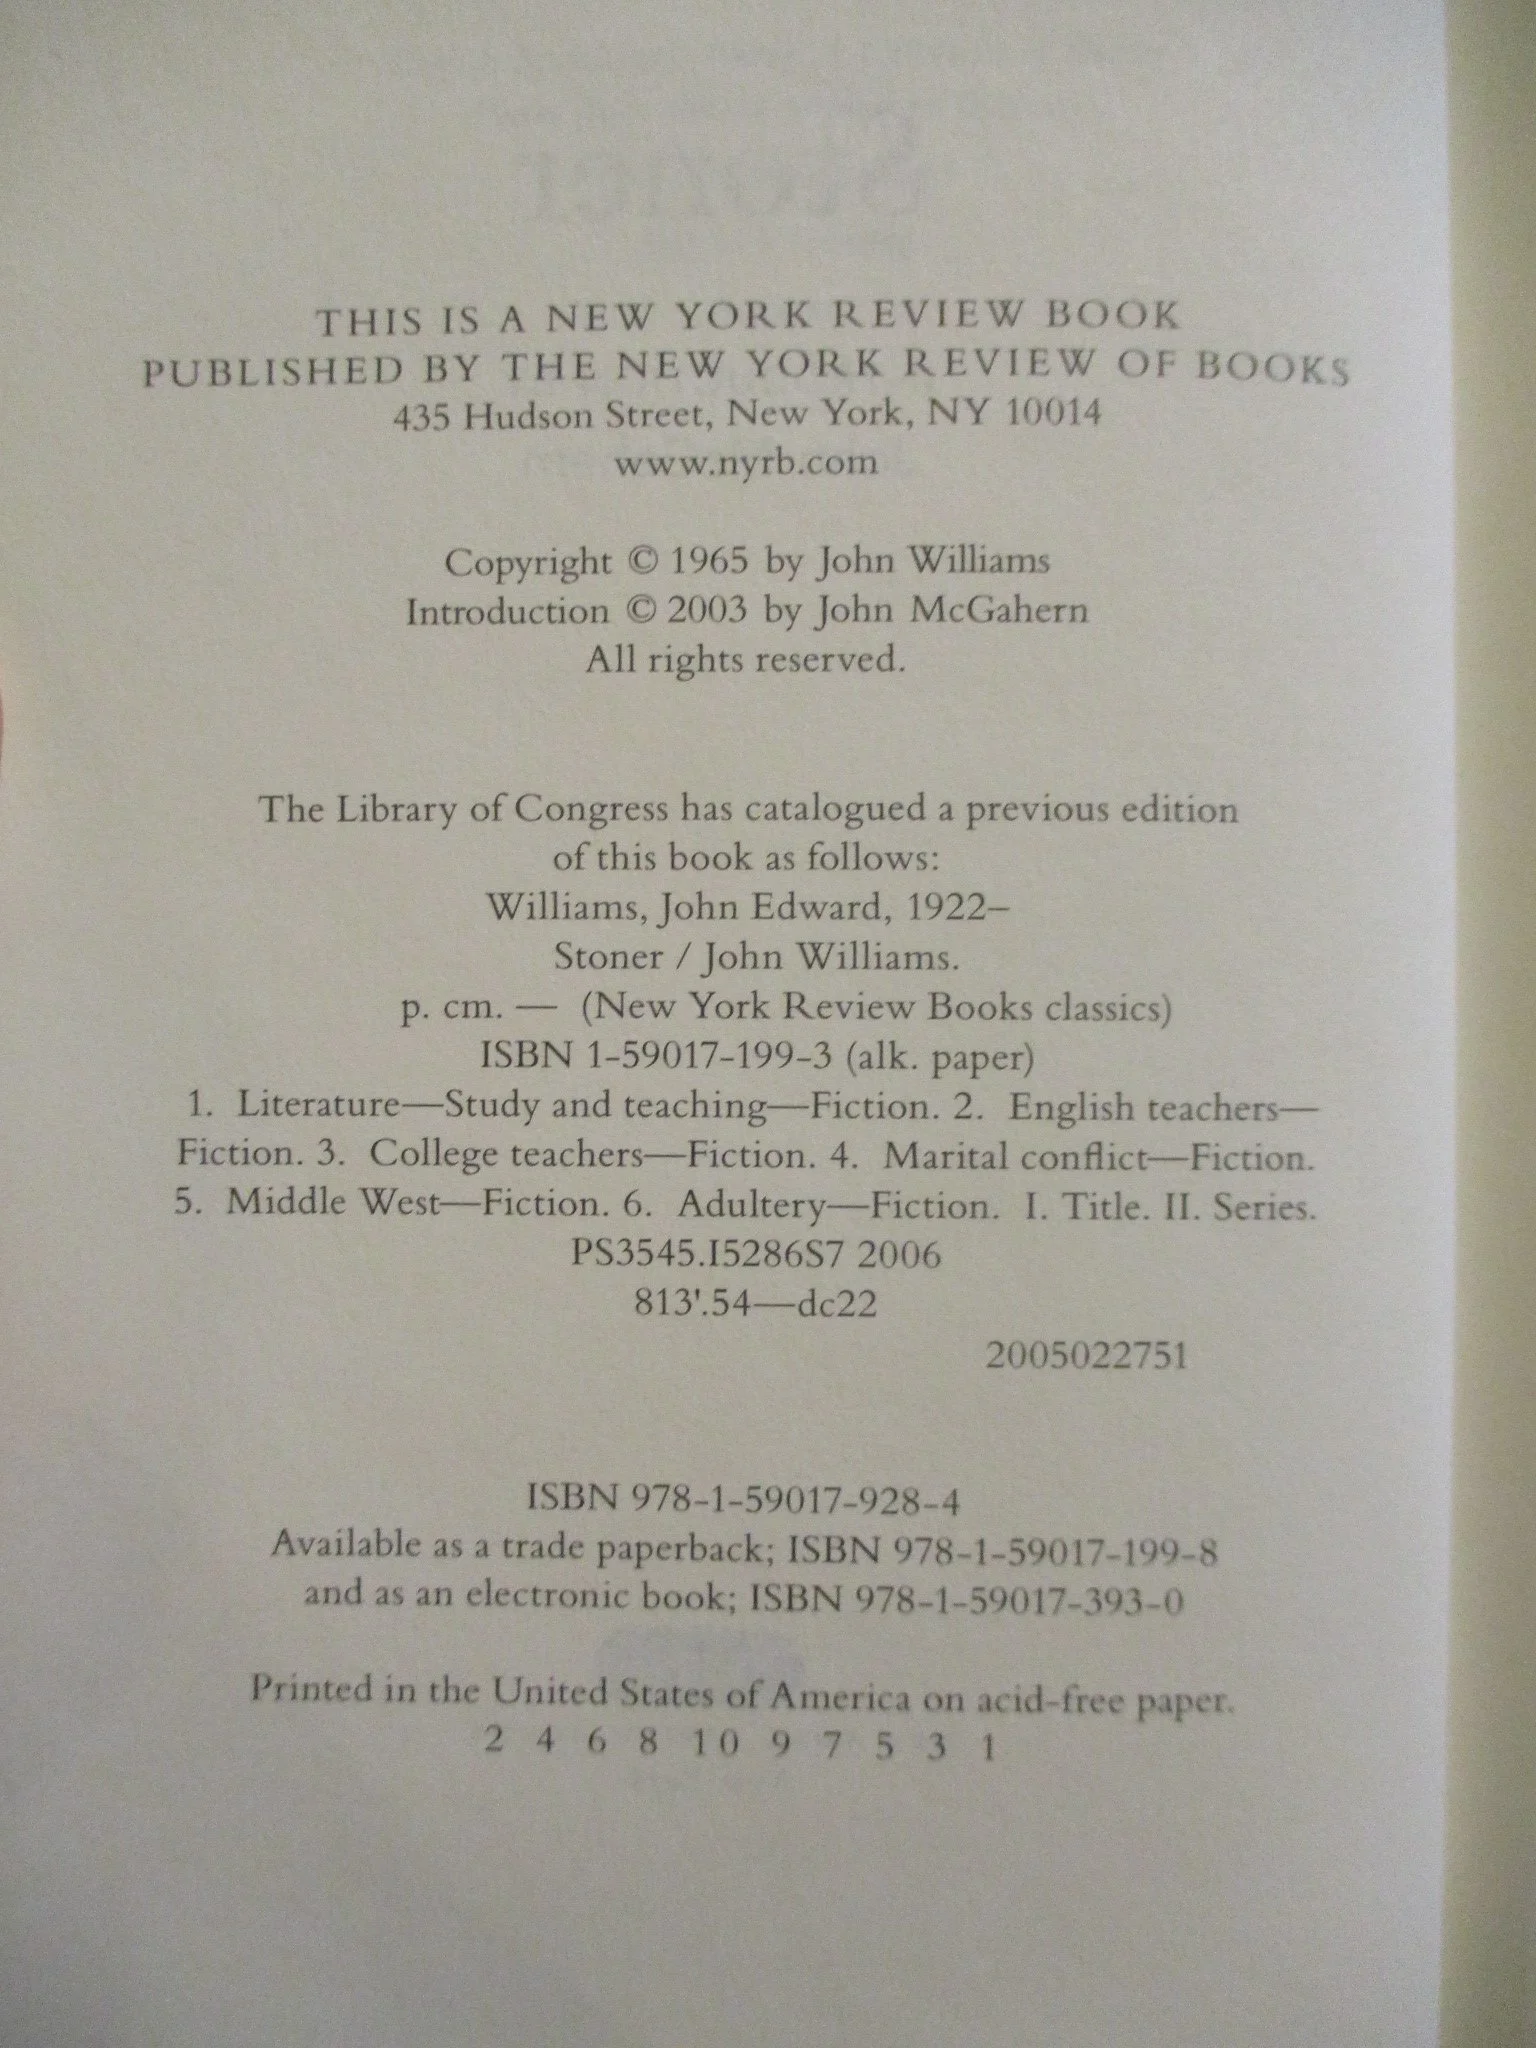 THIS IS A NEW YORK REVIEW BOOK
PUBLISHED BY THE NEW YORK REVIEW OF BOOKS
435 Hudson Street, New York, NY 10014
www.nyrb.com
Copyright © 1965 by John Williams
Introduction © 2003 by John McGahern
All rights reserved.
The Library of Congress has catalogued a previous edition
of this book as follows:
Williams, John Edward, 1922–
Stoner / John Williams.
p. cm. — (New York Review Books classics)
ISBN 1-59017-199-3 (alk. paper)
1. Literature—Study and teaching—Fiction. 2. English teachers—
Fiction. 3. College teachers—Fiction. 4. Marital conflict—Fiction.
5. Middle West—Fiction. 6. Adultery—Fiction. I. Title. II. Series.
PS3545.I5286S7 2006
813'.54—dc22
2005022751
ISBN 978-1-59017-928-4
Available as a trade paperback; ISBN 978-1-59017-199-8
and as an electronic book; ISBN 978-1-59017-393-0
Printed in the United States of America on acid-free paper.
2 4 6 8 10 9 7 5 3 1